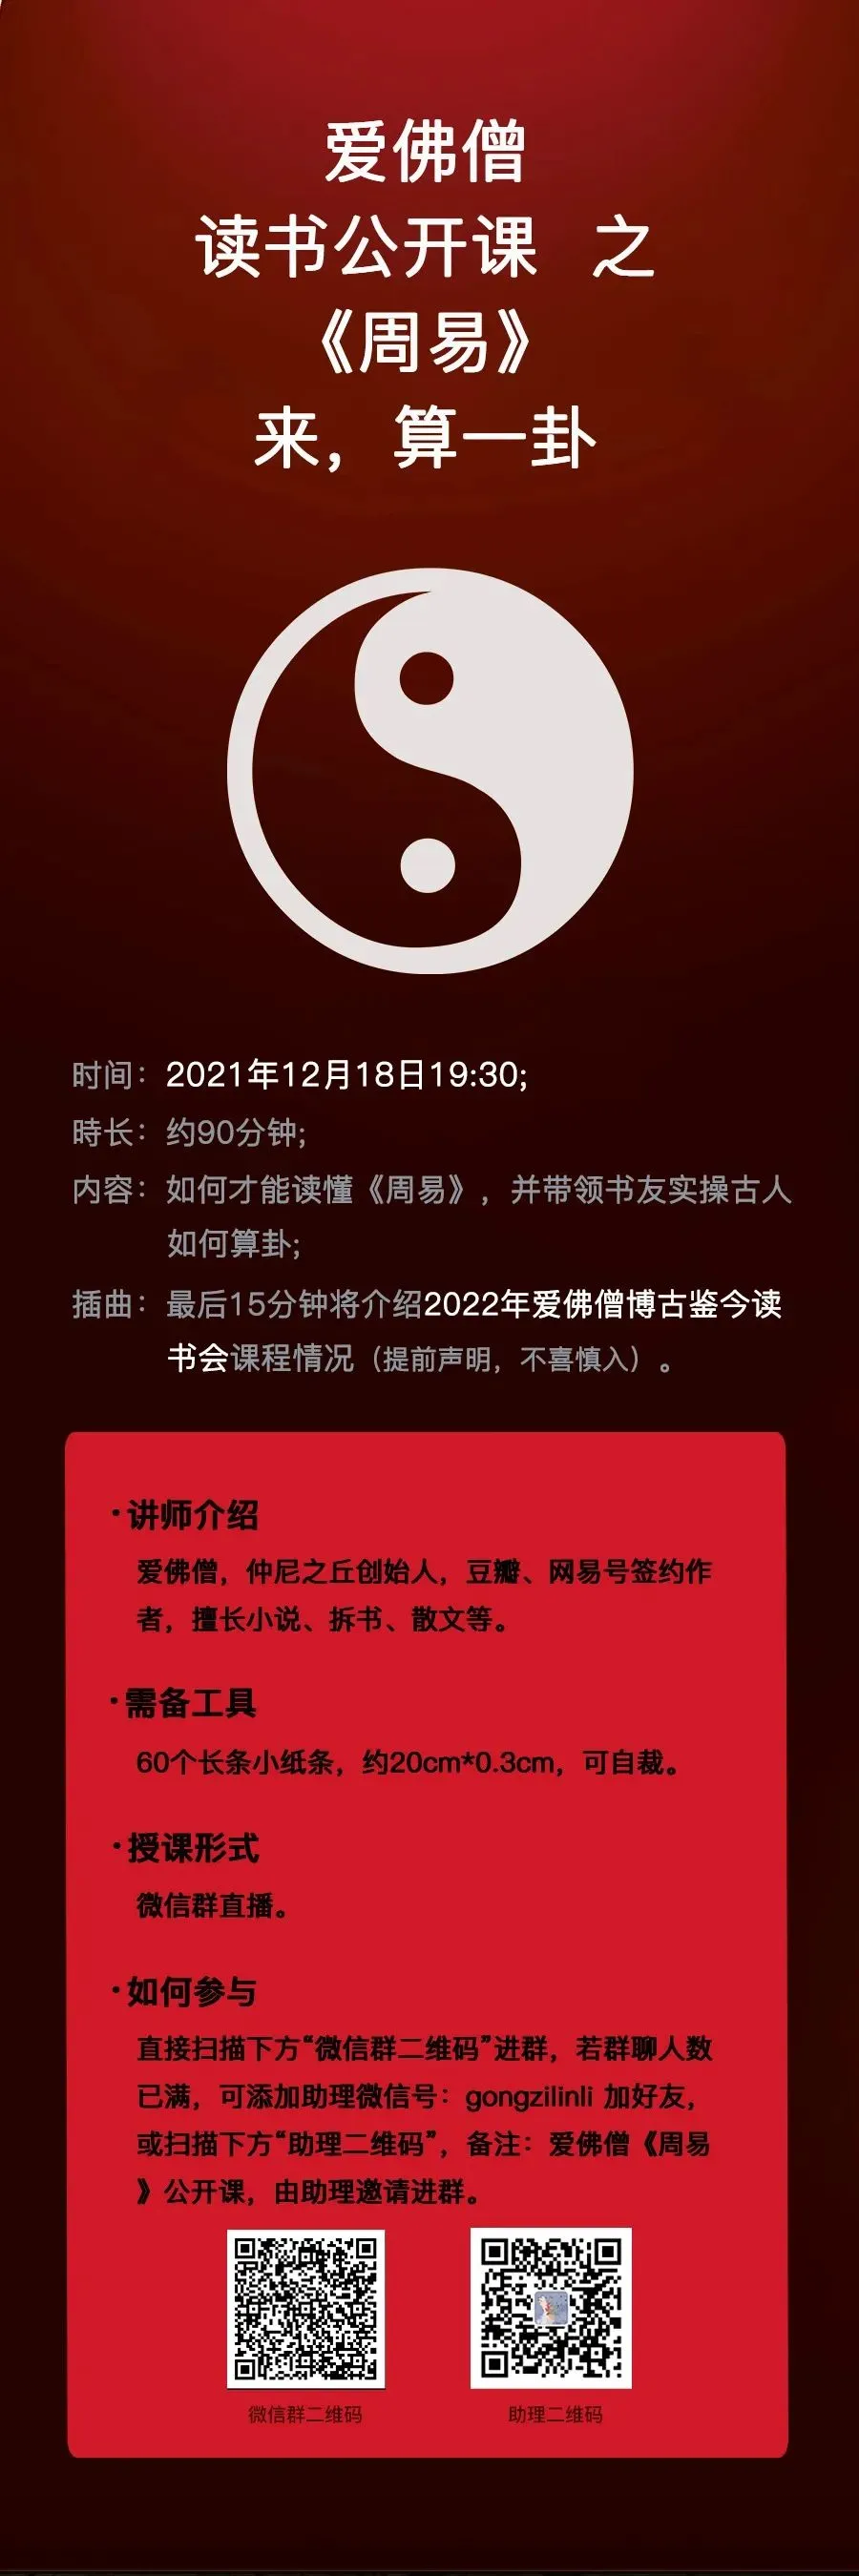 爱佛僧
读书公开课 之
《周易》
来，算一卦
时间：2021年12月18日19:30;
時长：约90分钟;
内容：如何才能读懂《周易》，并带领书友实操古人
如何算卦;
插曲：最后15分钟将介绍2022年爱佛僧博古鉴今读
书会课程情况（提前声明，不喜慎入）。
·讲师介绍
爱佛僧，仲尼之丘创始人，豆瓣、网易号签约作
者，擅长小说、拆书、散文等。
·需备工具
60个长条小纸条，约20cm*0.3cm，可自裁。
·授课形式
微信群直播。
·如何参与
直接扫描下方“微信群二维码”进群，若群聊人数
已满，可添加助理微信号：gongzilinli 加好友，
或扫描下方“助理二维码”，备注：爱佛僧《周易
》公开课，由助理邀请进群。
微信群二维码
助理二维码